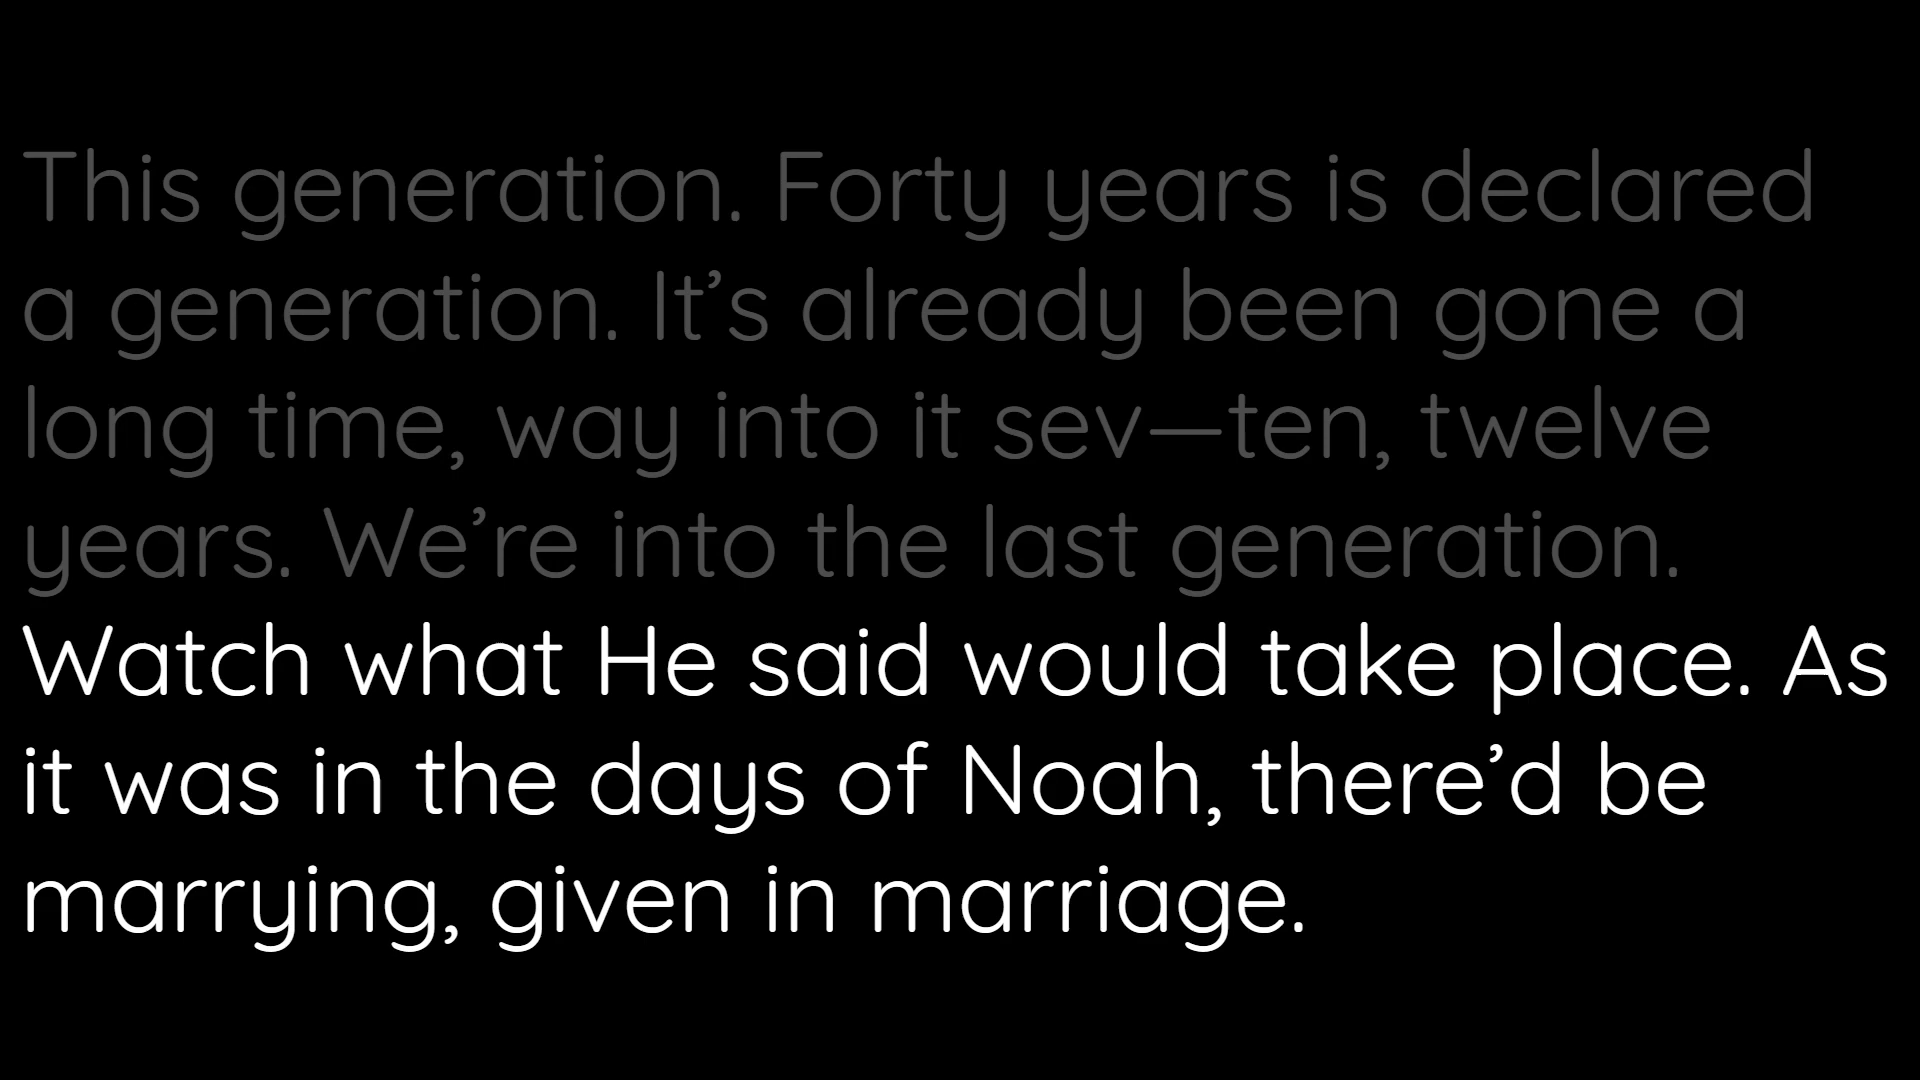 This generation. Forty years is declared
a generation. It’s already been gone a
long time, way into it sev—ten, twelve
years. We’re into the last generation.
Watch what He said would take place. As
it was in the days of Noah, there’d be
marrying, given in marriage.